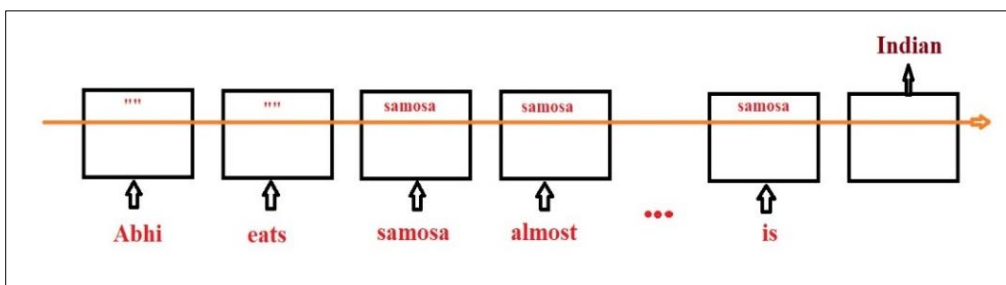 Indian
"" "" samosa samosa samosa
Abhi eats samosa almost ... is